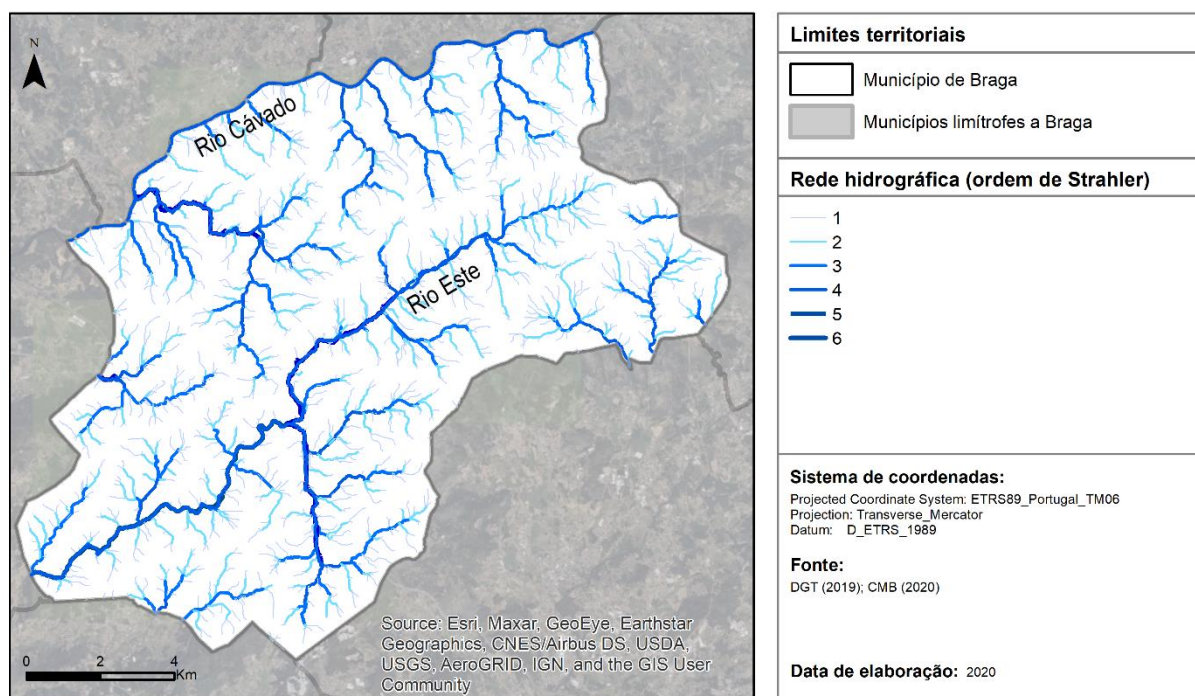 N
Rio Cávado
Rio Este
0 2 4
Km
Source: Esri, Maxar, GeoEye, Earthstar
Geographics, CNES/Airbus DS, USDA,
USGS, AeroGRID, IGN, and the GIS User
Community
Limites territoriais
Município de Braga
Municípios limítrofes a Braga
Rede hidrográfica (ordem de Strahler)
1
2
3
4
5
6
Sistema de coordenadas:
Projected Coordinate System: ETRS89_Portugal_TM06
Projection: Transverse_Mercator
Datum: D_ETRS_1989
Fonte:
DGT (2019); CMB (2020)
Data de elaboração: 2020